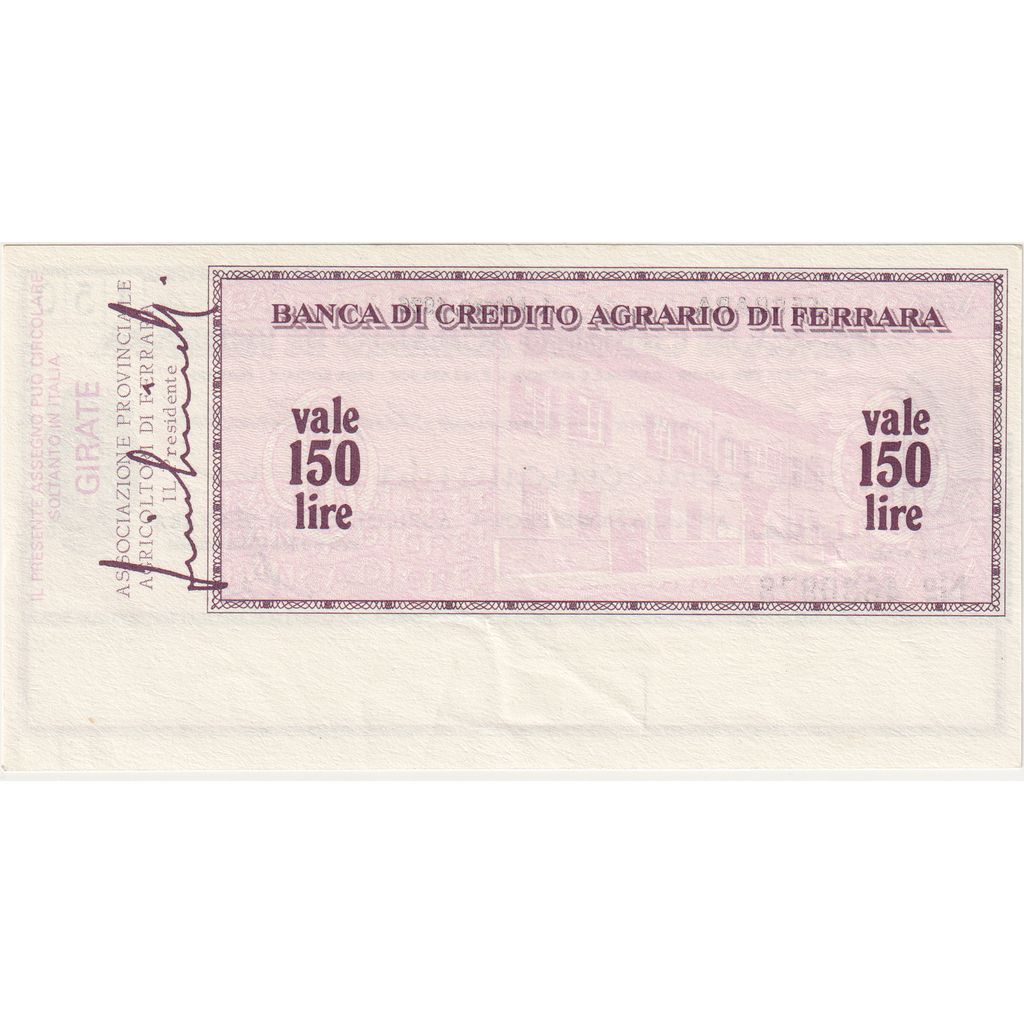 IL PRESENTE ASSEGNO PUÒ CIRCOLARE
SOLTANTO IN ITALIA
GIRATE
ASSOCIAZIONE PROVINCIALE
AGRICOLTORI DI FERRARA
IL Presidente
BANCA DI CREDITO AGRARIO DI FERRARA
vale
150
lire
vale
150
lire